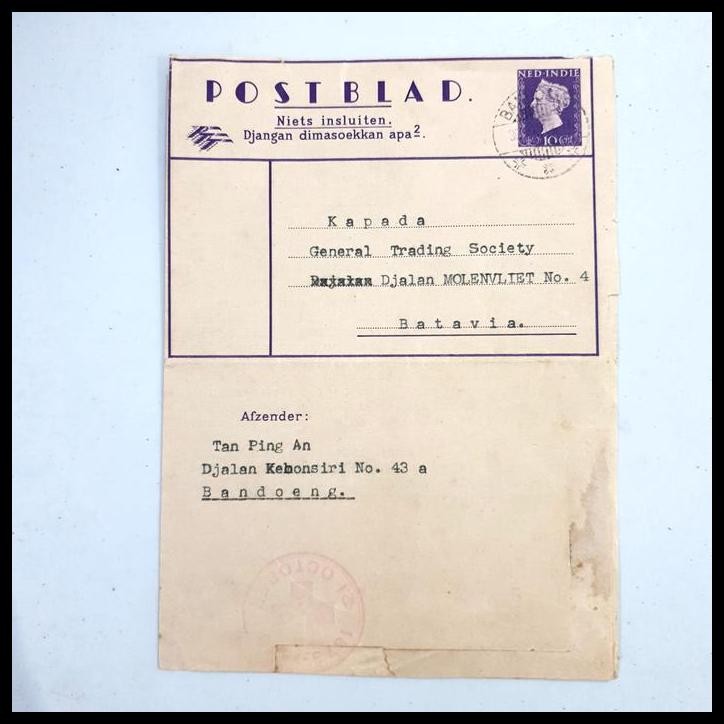 POSTBLAD.
NED·INDIE
Niets insluiten.
Djangan dimasoekkan apa2.
10
Kapada
General Trading Society
Djalan MOLENVLIET No. 4
Batavia.
Afzender:
Tan Ping An
Djalan Kebonsiri No. 43 a
Bandoeng.